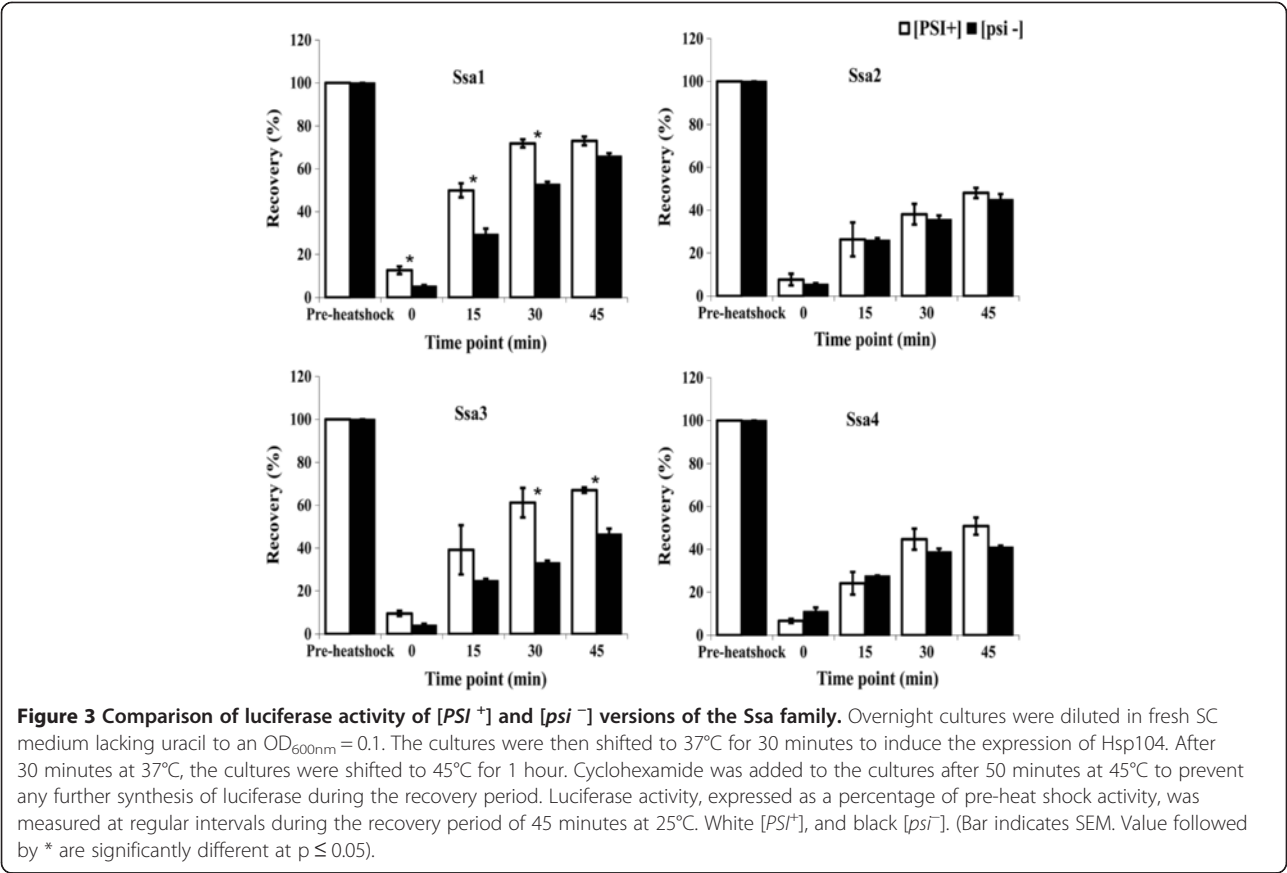 [PSI+] [psi -]
120
100
80
60
40
20
0
Recovery (%)
Ssa1
*
*
*
Pre-heatshock 0 15 30 45
Time point (min)
120
100
80
60
40
20
0
Recovery (%)
Ssa2
Pre-heatshock 0 15 30 45
Time point (min)
120
100
80
60
40
20
0
Recovery (%)
Ssa3
*
*
Pre-heatshock 0 15 30 45
Time point (min)
120
100
80
60
40
20
0
Recovery (%)
Ssa4
Pre-heatshock 0 15 30 45
Time point (min)
Figure 3 Comparison of luciferase activity of [PSI +] and [psi −] versions of the Ssa family. Overnight cultures were diluted in fresh SC
medium lacking uracil to an OD600nm = 0.1. The cultures were then shifted to 37°C for 30 minutes to induce the expression of Hsp104. After
30 minutes at 37°C, the cultures were shifted to 45°C for 1 hour. Cyclohexamide was added to the cultures after 50 minutes at 45°C to prevent
any further synthesis of luciferase during the recovery period. Luciferase activity, expressed as a percentage of pre-heat shock activity, was
measured at regular intervals during the recovery period of 45 minutes at 25°C. White [PSI+], and black [psi−]. (Bar indicates SEM. Value followed
by * are significantly different at p ≤ 0.05).